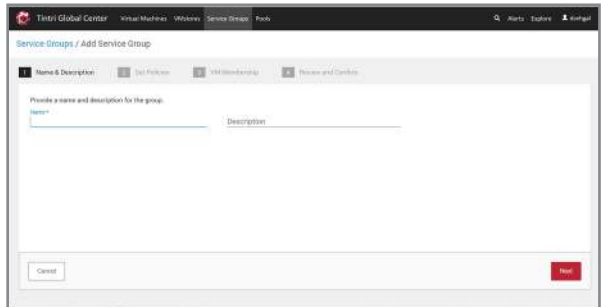 Tintri Global Center Virtual Machines VMstores Service Groups Pools Alerts Explore
Service Groups / Add Service Group
1 Name & Description 2 Set Policies 3 VM Membership 4 Review and Confirm
Provide a name and description for the group.
Name *
Description
Cancel Next